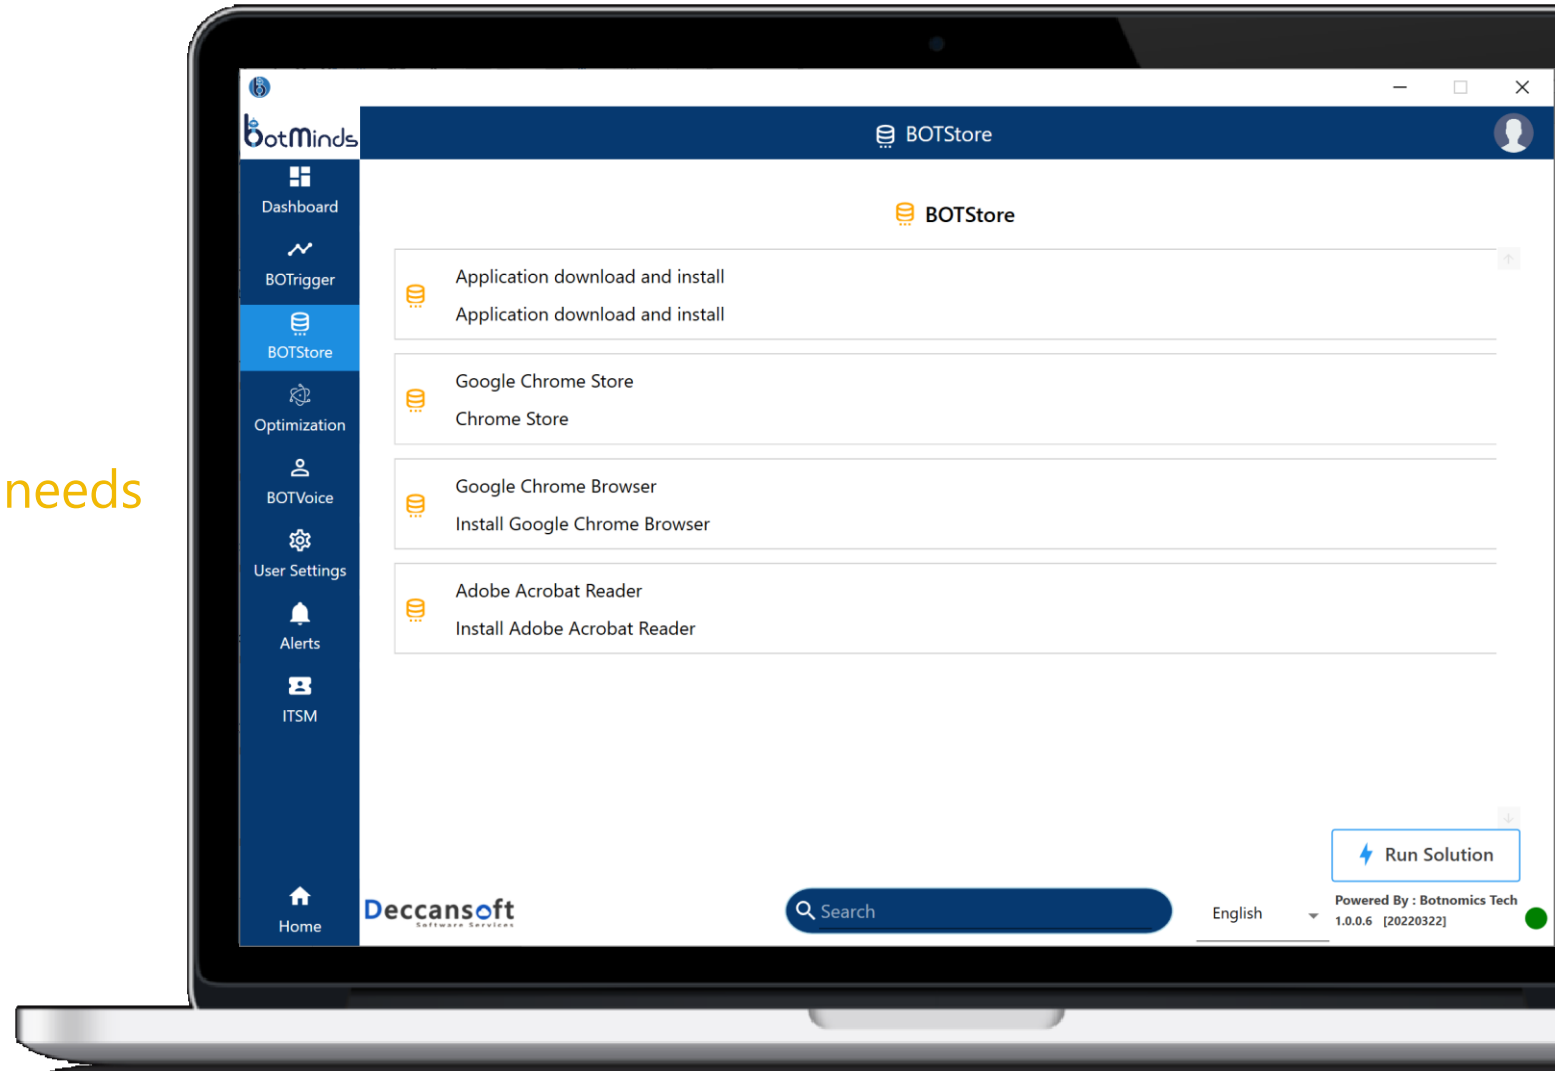 botMinds
BOTStore
Dashboard
BOTrigger
BOTStore
Optimization
BOTVoice
User Settings
Alerts
ITSM
Home
needs
BOTStore
Application download and install
Application download and install
Google Chrome Store
Chrome Store
Google Chrome Browser
Install Google Chrome Browser
Adobe Acrobat Reader
Install Adobe Acrobat Reader
Run Solution
Deccansoft
Software Services
Search
English
Powered By : Botnomics Tech
1.0.0.6 [20220322]